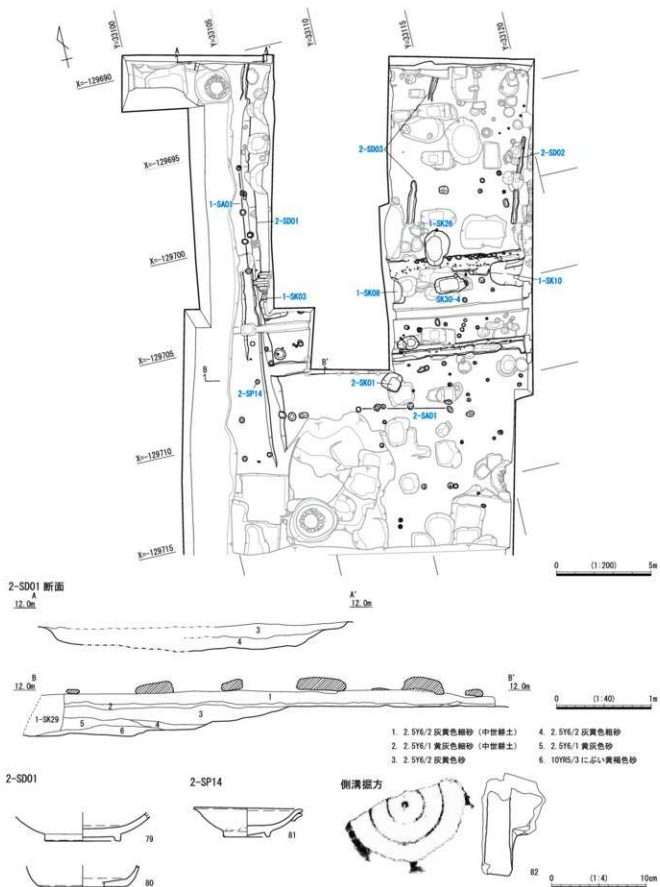 Y=33100
Y=33105
Y=33110
Y=33115
Y=33120
A
A'
X=-129690
X=-129695
X=-129700
X=-129705
X=-129710
X=-129715
2-SD03
2-SD02
1-SA01
2-SD01
1-SK26
1-SK03
1-SK08
SK30-4
1-SK10
B
B'
2-SP14
2-SK01
2-SA01
0 (1:200) 5m
2-SD01 断面
A
12.0m
A'
3
4
B
12.0m
B'
12.0m
1
2
3
1-SK29
5
4
6
0 (1:40) 1m
1. 2.5Y6/2 灰黄色細砂(中世耕土)
2. 2.5Y6/1 黄灰色細砂(中世耕土)
3. 2.5Y6/2 灰黄色砂
4. 2.5Y6/2 灰黄色粗砂
5. 2.5Y6/1 黄灰色砂
6. 10YR5/3 にぶい黄褐色砂
2-SD01
2-SP14
側溝掘方
79
80
81
82
0 (1:4) 10cm